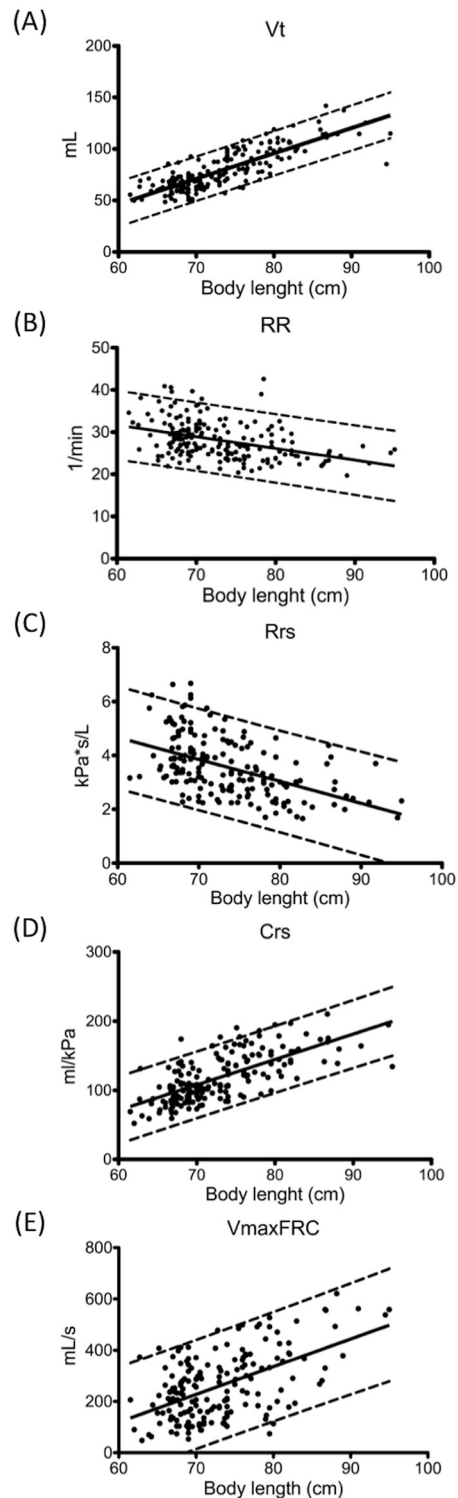 (A)
Vt
200
150
100
50
0
mL
60 70 80 90 100
Body lenght (cm)
(B)
RR
50
40
30
20
10
0
1/min
60 70 80 90 100
Body lenght (cm)
(C)
Rrs
8
6
4
2
0
kPa*s/L
60 70 80 90 100
Body lenght (cm)
(D)
Crs
300
200
100
0
ml/kPa
60 70 80 90 100
Body lenght (cm)
(E)
VmaxFRC
800
600
400
200
0
mL/s
60 70 80 90 100
Body length (cm)